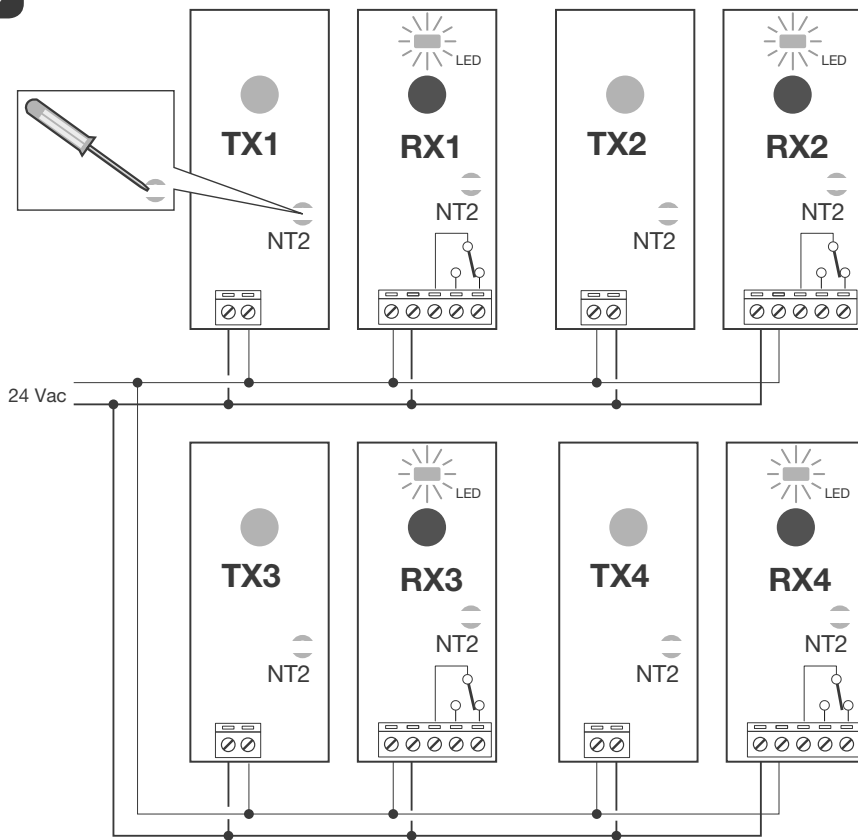 LED
LED
TX1 RX1 TX2 RX2
NT2 NT2 NT2 NT2
24 Vac
LED
LED
TX3 RX3 TX4 RX4
NT2 NT2 NT2 NT2